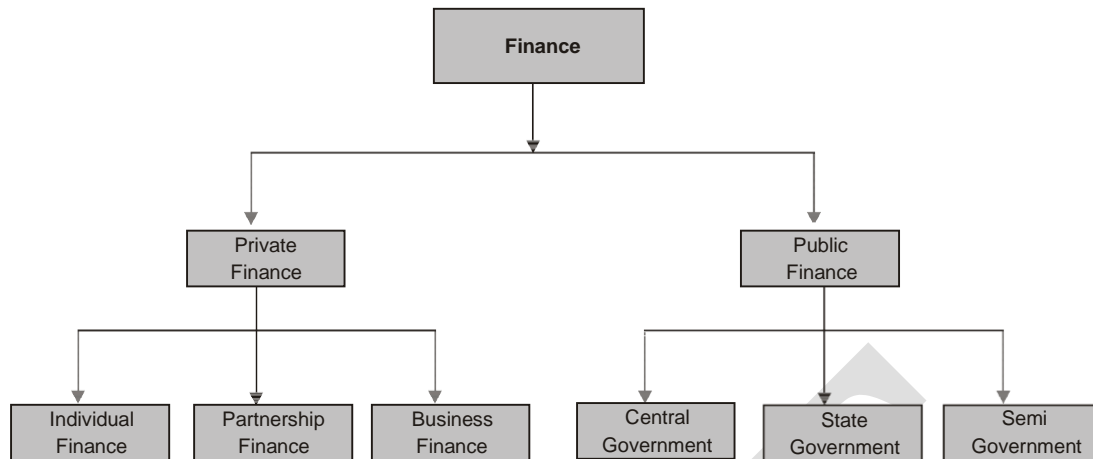 Finance
Private
Finance
Public
Finance
Individual
Finance
Partnership
Finance
Business
Finance
Central
Government
State
Government
Semi
Government